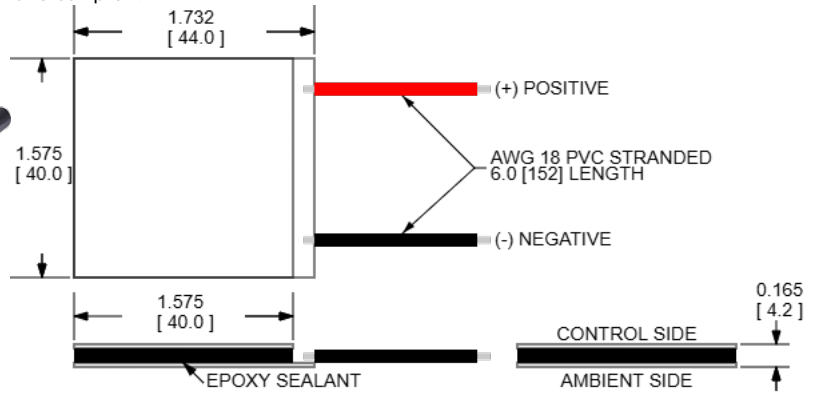 1.732
[ 44.0 ]
(+) POSITIVE
1.575
[ 40.0 ]
AWG 18 PVC STRANDED
6.0 [152] LENGTH
(-) NEGATIVE
1.575
[ 40.0 ]
0.165
[ 4.2 ]
CONTROL SIDE
EPOXY SEALANT
AMBIENT SIDE